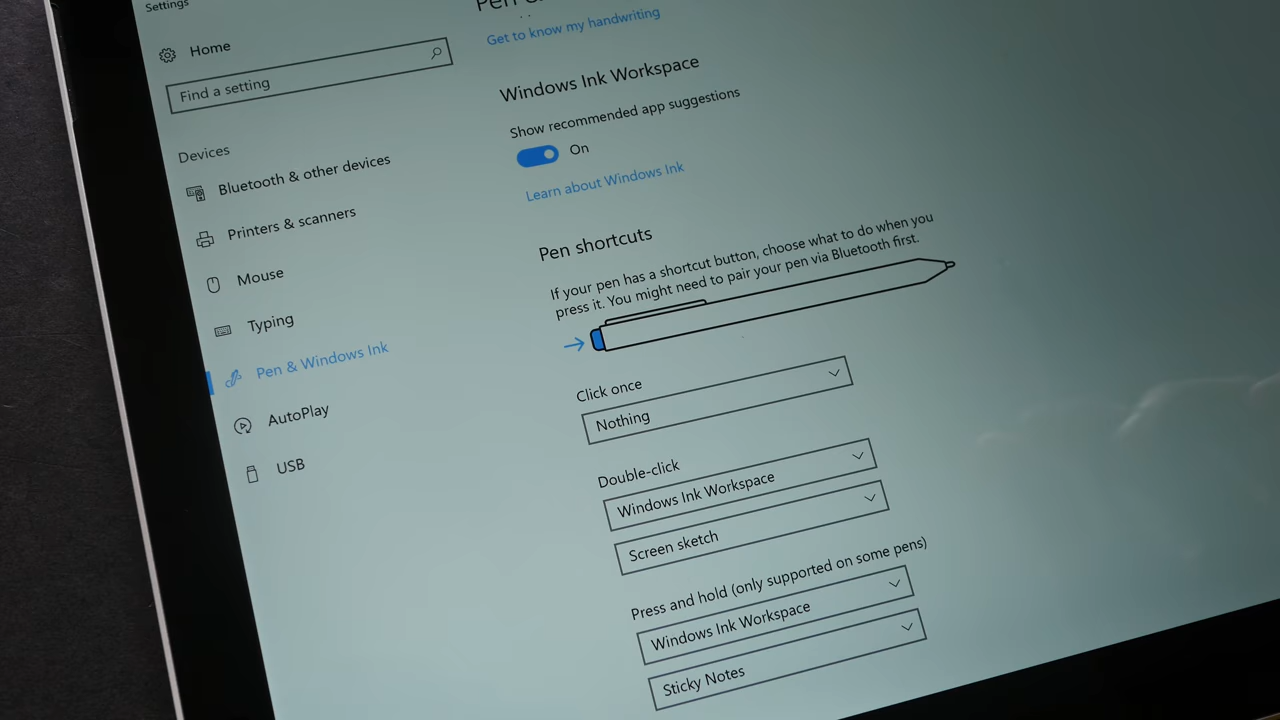 Settings
Home
Find a setting
Devices
Bluetooth & other devices
Printers & scanners
Mouse
Typing
Pen & Windows Ink
AutoPlay
USB
Get to know my handwriting
Windows Ink Workspace
Show recommended app suggestions
On
Learn about Windows Ink
Pen shortcuts
If your pen has a shortcut button, choose what to do when you
press it. You might need to pair your pen via Bluetooth first.
Click once
Nothing
Double-click
Windows Ink Workspace
Screen sketch
Press and hold (only supported on some pens)
Windows Ink Workspace
Sticky Notes